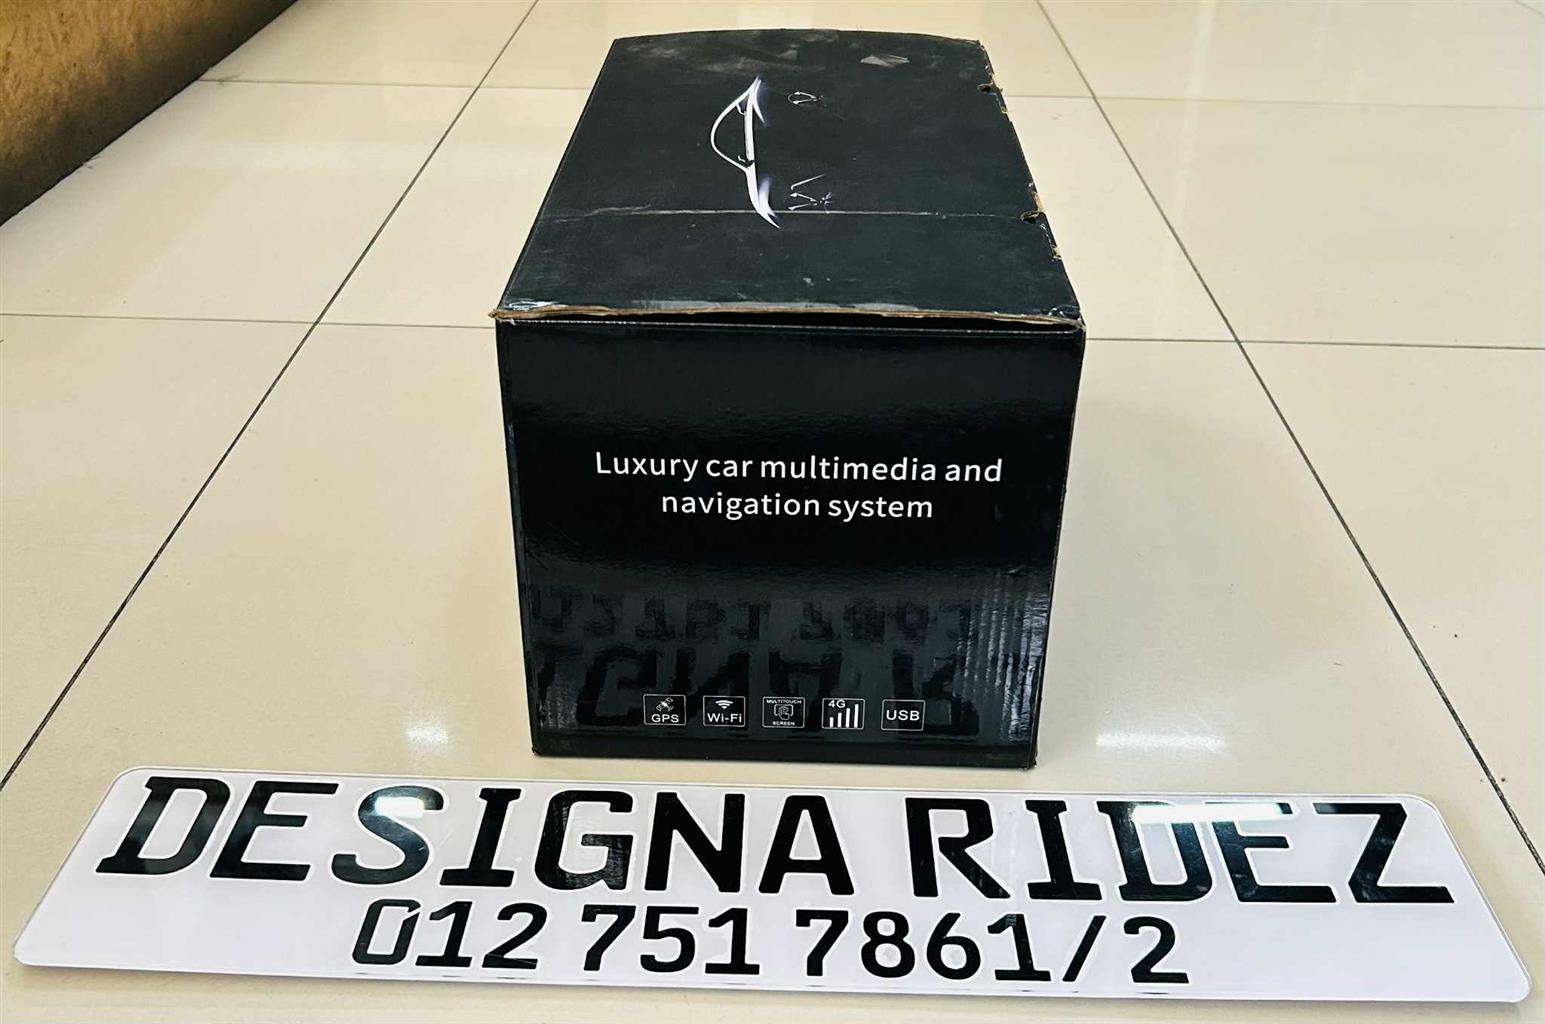 Luxury car multimedia and
navigation system
GPS
Wi-Fi
MULTITOUCH
SCREEN
4G
USB
DESIGNA RIDEZ
012 751 7861/2